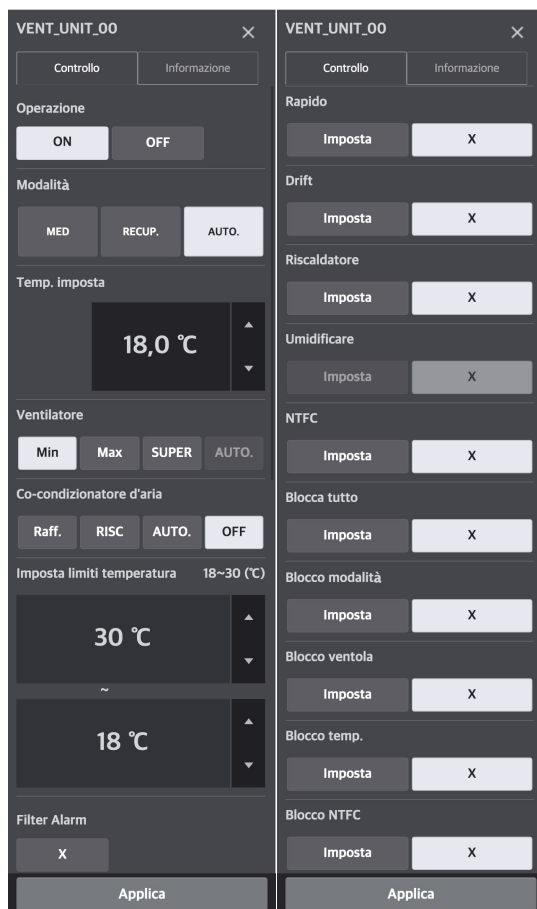 VENT_UNIT_00 ×
Controllo Informazione
Operazione
ON OFF
Modalità
MED RECUP. AUTO.
Temp. imposta
18,0 ℃
Ventilatore
Min Max SUPER AUTO.
Co-condizionatore d'aria
Raff. RISC AUTO. OFF
Imposta limiti temperatura 18~30 (℃)
30 ℃
~
18 ℃
Filter Alarm
X
Applica
VENT_UNIT_00 ×
Controllo Informazione
Rapido
Imposta X
Drift
Imposta X
Riscaldatore
Imposta X
Umidificare
Imposta X
NTFC
Imposta X
Blocca tutto
Imposta X
Blocco modalità
Imposta X
Blocco ventola
Imposta X
Blocco temp.
Imposta X
Blocco NTFC
Imposta X
Applica